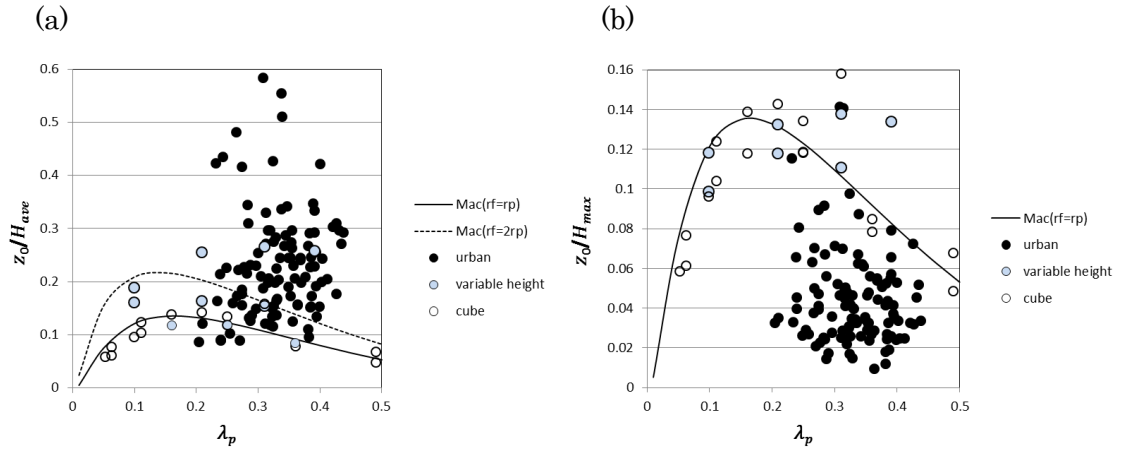 (a)
(b)
0.6
0.5
0.4
0.3
0.2
0.1
0
0
0.1
0.2
0.3
0.4
0.5
z₀/Hₐᵥₑ
λₚ
Mac(rf=rp)
Mac(rf=2rp)
urban
variable height
cube
0.16
0.14
0.12
0.1
0.08
0.06
0.04
0.02
0
0
0.1
0.2
0.3
0.4
0.5
z₀/Hₘₐₓ
λₚ
Mac(rf=rp)
urban
variable height
cube